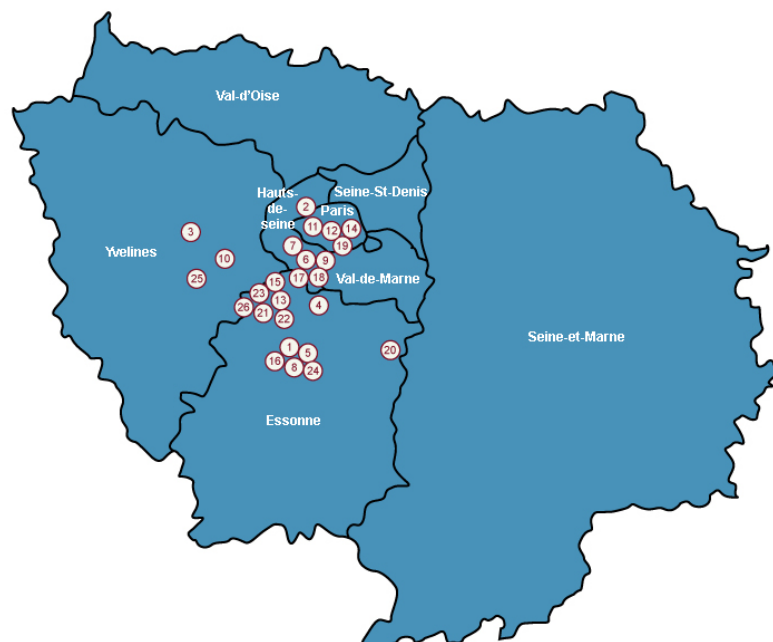 Val-d'Oise
Hauts-
de-
seine
Seine-St-Denis
2
Paris
11
12
14
3
7
19
Yvelines
10
6
9
25
Val-de-Marne
15
17
18
23
13
4
26
21
22
Seine-et-Marne
1
5
20
16
8
24
Essonne